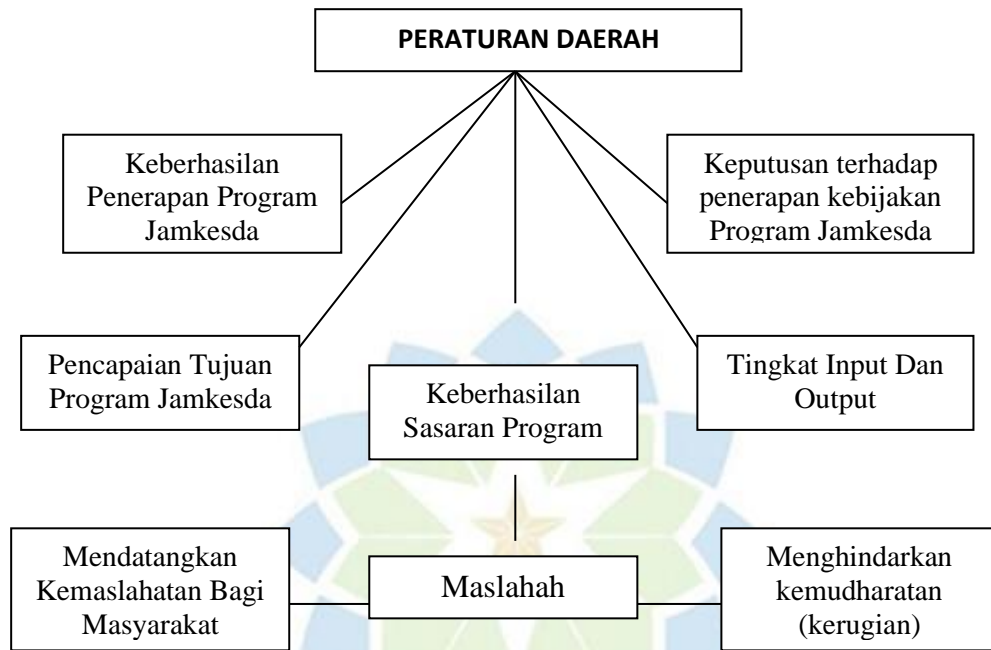 PERATURAN DAERAH
Keberhasilan
Penerapan Program
Jamkesda
Keputusan terhadap
penerapan kebijakan
Program Jamkesda
Pencapaian Tujuan
Program Jamkesda
Keberhasilan
Sasaran Program
Tingkat Input Dan
Output
Mendatangkan
Kemaslahatan Bagi
Masyarakat
Maslahah
Menghindarkan
kemudharatan
(kerugian)